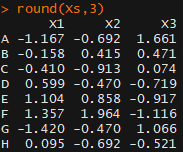 > round(Xs,3)
X1 X2 X3
A -1.167 -0.692 1.661
B -0.158 0.415 0.471
C -0.410 -0.913 0.074
D 0.599 -0.470 -0.719
E 1.104 0.858 -0.917
F 1.357 1.964 -1.116
G -1.420 -0.470 1.066
H 0.095 -0.692 -0.521